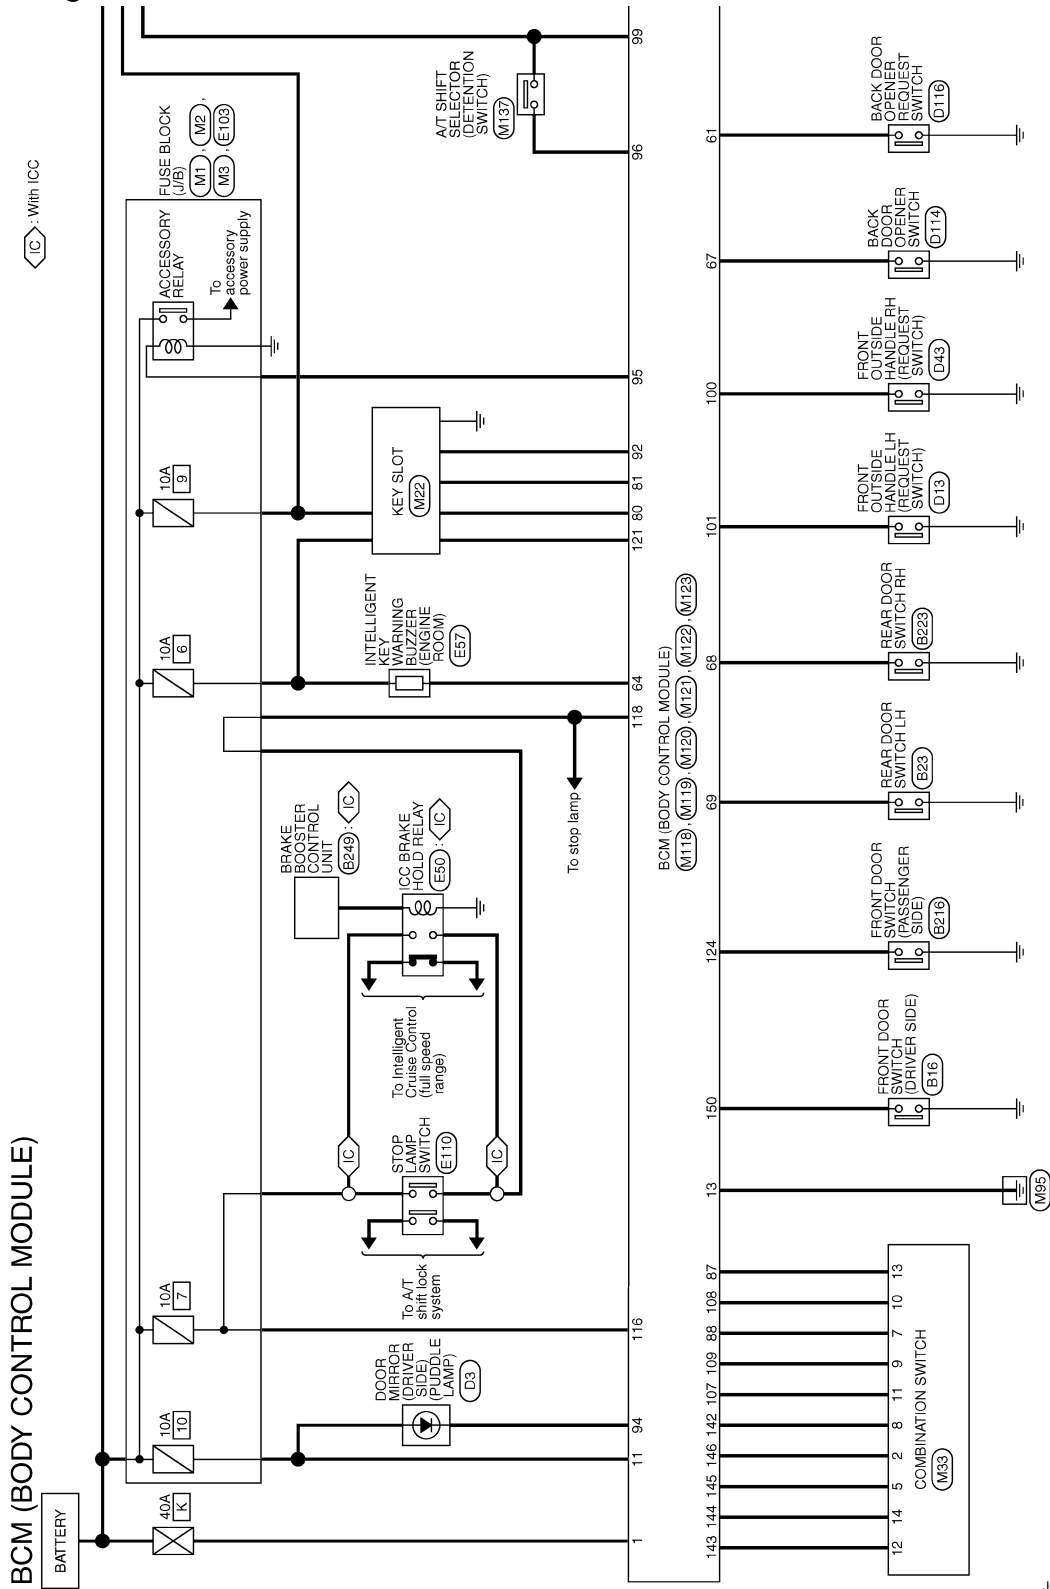 BCM (BODY CONTROL MODULE)
IC : With ICC
BATTERY
40A
K
10A
10
10A
7
10A
6
10A
9
ACCESSORY
RELAY
To
accessory
power supply
FUSE BLOCK
(J/B)
M1 , M2 ,
M3 , E103
DOOR
MIRROR
(DRIVER
SIDE)
(PUDDLE
LAMP)
D3
To A/T
shift lock
system
STOP
LAMP
SWITCH
E110
IC
IC
To Intelligent
Cruise Control
(full speed
range)
BRAKE
BOOSTER
CONTROL
UNIT
B249 : IC
ICC BRAKE
HOLD RELAY
E50 : IC
To stop lamp
INTELLIGENT
KEY
WARNING
BUZZER
(ENGINE
ROOM)
E57
KEY SLOT
M22
A/T SHIFT
SELECTOR
(DETENTION
SWITCH)
M137
1
11
94
116
118
64
121
80
81
92
95
96
99
BCM (BODY CONTROL MODULE)
M118 , M119 , M120 , M121 , M122 , M123
143
144
145
146
142
107
109
88
108
87
13
150
124
69
68
101
100
67
61
12
14
5
2
8
11
9
7
10
13
COMBINATION SWITCH
M33
M95
FRONT DOOR
SWITCH
(DRIVER SIDE)
B16
FRONT DOOR
SWITCH
(PASSENGER
SIDE)
B216
REAR DOOR
SWITCH LH
B23
REAR DOOR
SWITCH RH
B223
FRONT
OUTSIDE
HANDLE LH
(REQUEST
SWITCH)
D13
FRONT
OUTSIDE
HANDLE RH
(REQUEST
SWITCH)
D43
BACK
DOOR
OPENER
SWITCH
D114
BACK DOOR
OPENER
REQUEST
SWITCH
D116